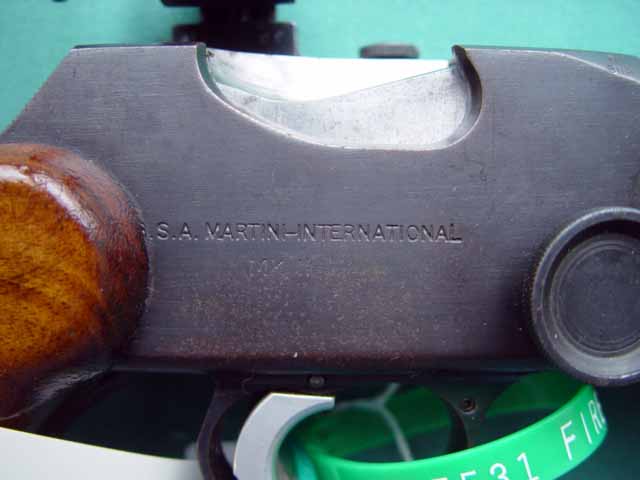 .S.A. MARTINI-INTERNATIONAL
MK
531 FIR